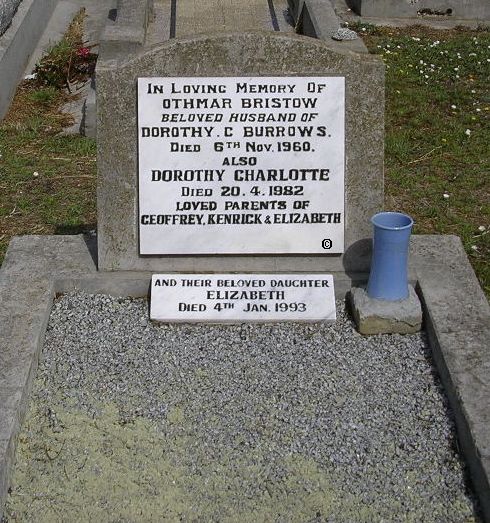 In Loving Memory Of
OTHMAR BRISTOW
BELOVED HUSBAND OF
DOROTHY. C BURROWS.
DIED 6TH NOV. 1960.
ALSO
DOROTHY CHARLOTTE
DIED 20. 4. 1982
LOVED PARENTS OF
GEOFFREY, KENRICK & ELIZABETH
©
AND THEIR BELOVED DAUGHTER
ELIZABETH
DIED 4TH JAN. 1993